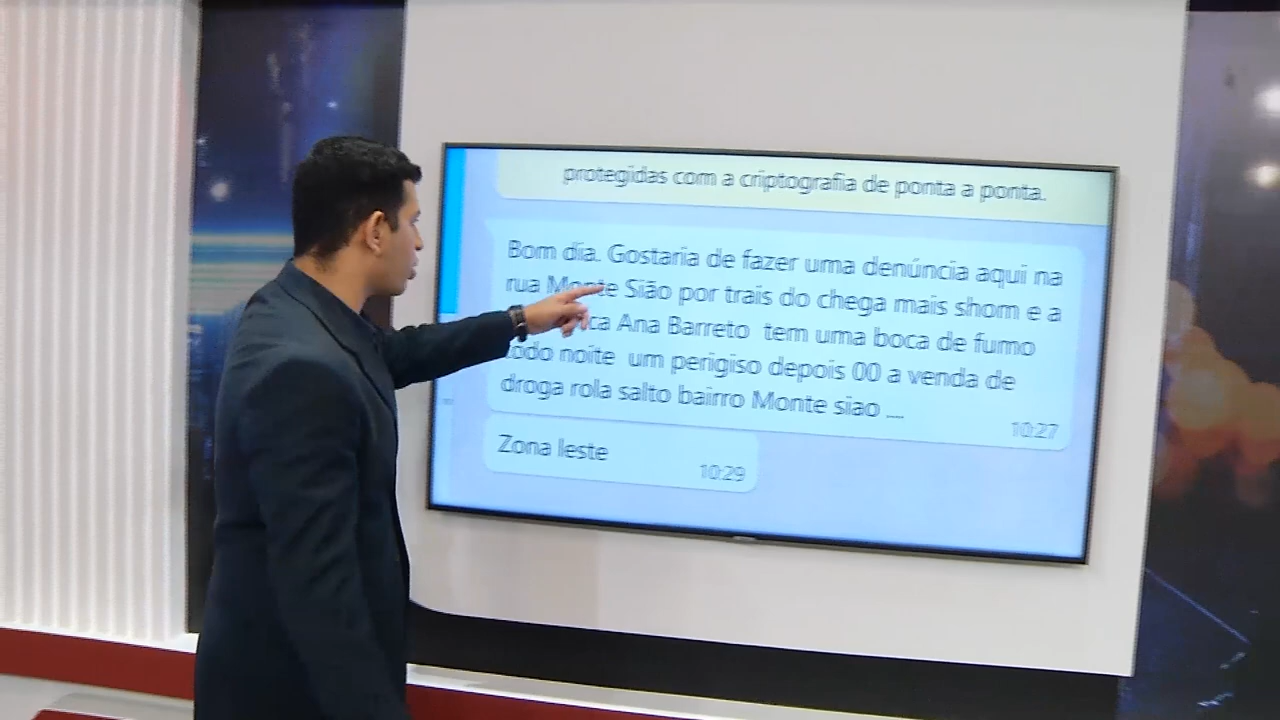 protegidas com a criptografia de ponta a ponta.
Bom dia. Gostaria de fazer uma denúncia aqui na
rua Monte Sião por trais do chega mais shom e a
Ana Barreto tem uma boca de fumo
todo noite um perigiso depois 00 a venda de
droga rola salto bairro Monte siao ...
10:27
Zona leste
10:29